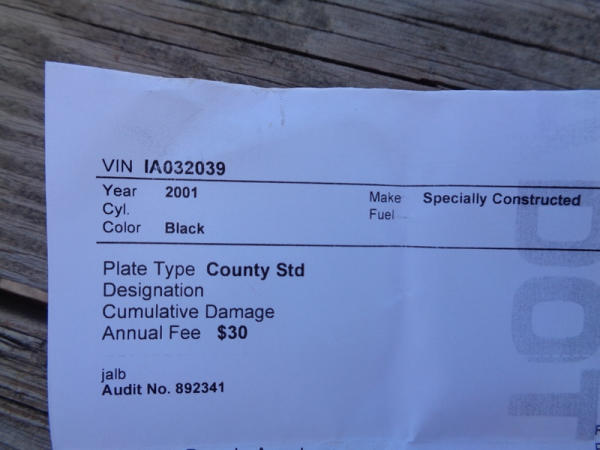 VIN IA032039
Year 2001 Make Specially Constructed
Cyl. Fuel
Color Black
Plate Type County Std
Designation
Cumulative Damage
Annual Fee $30
jalb
Audit No. 892341
DOT